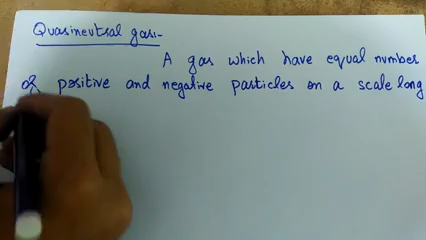 Quasineutral gas:-
A gas which have equal number
of positive and negative particles on a scale long